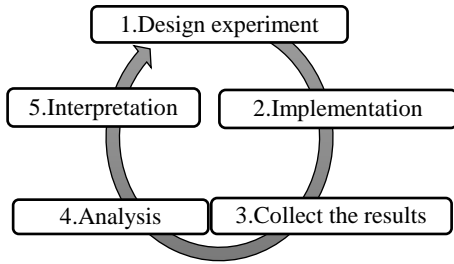 1.Design experiment
2.Implementation
3.Collect the results
4.Analysis
5.Interpretation